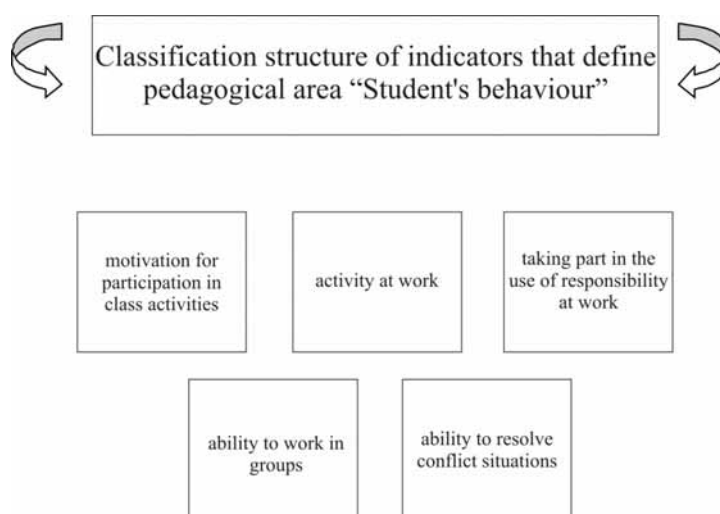 Classification structure of indicators that define
pedagogical area “Student's behaviour”
motivation for
participation in
class activities
activity at work
taking part in the
use of responsibility
at work
ability to work in
groups
ability to resolve
conflict situations